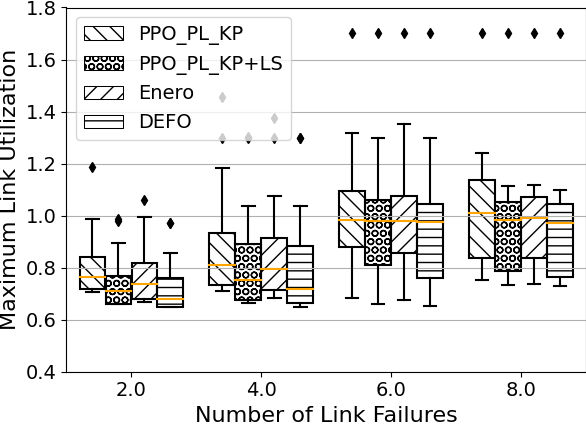 1.8
1.6
1.4
1.2
1.0
0.8
0.6
0.4
Maximum Link Utilization
PPO_PL_KP
PPO_PL_KP+LS
Enero
DEFO
2.0 4.0 6.0 8.0
Number of Link Failures